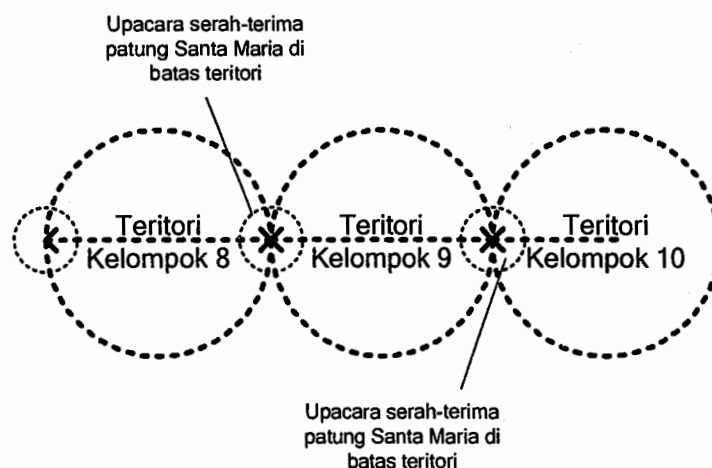 Upacara serah-terima
patung Santa Maria di
batas teritori
Teritori
Kelompok 8
Teritori
Kelompok 9
Teritori
Kelompok 10
Upacara serah-terima
patung Santa Maria di
batas teritori